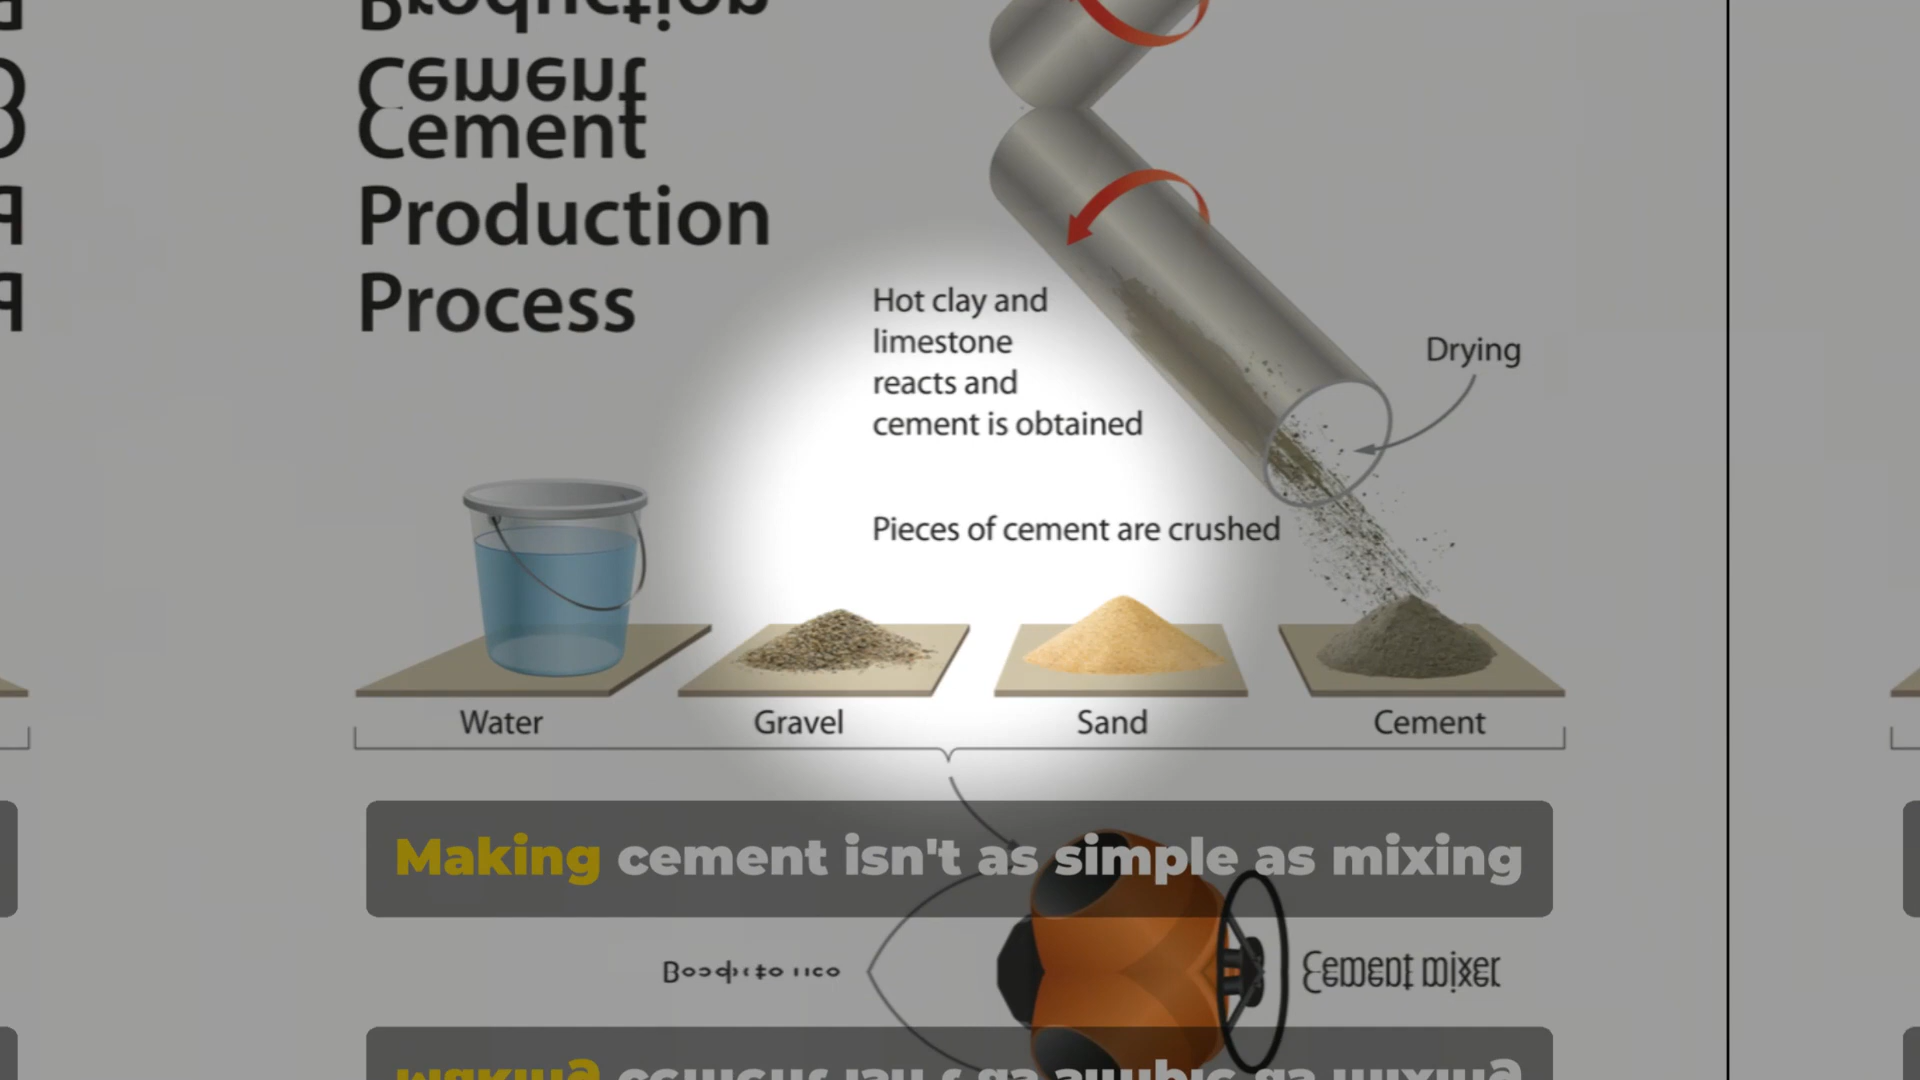 Cement
Production
Process
Hot clay and
limestone
reacts and
cement is obtained
Drying
Pieces of cement are crushed
Water
Gravel
Sand
Cement
Making cement isn't as simple as mixing